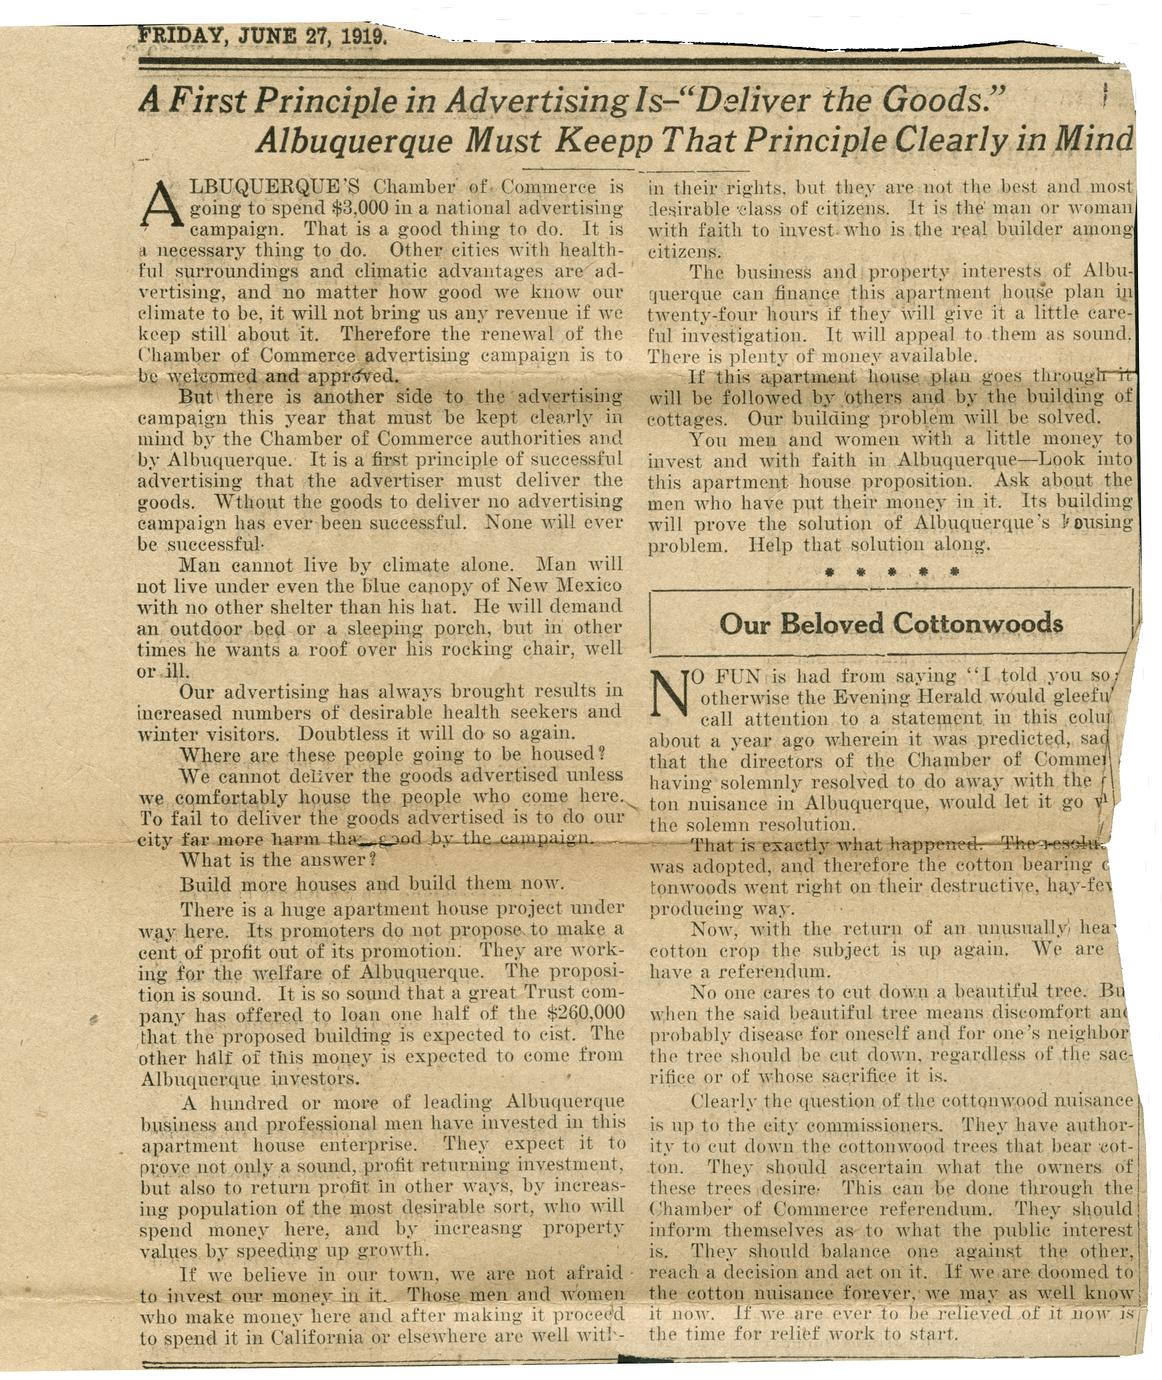 FRIDAY, JUNE 27, 1919.
A First Principle in Advertising Is—“Deliver the Goods.”
Albuquerque Must Keepp That Principle Clearly in Mind
ALBUQUERQUE'S Chamber of Commerce is
going to spend $3,000 in a national advertising
campaign. That is a good thing to do. It is
a necessary thing to do. Other cities with health-
ful surroundings and climatic advantages are ad-
vertising, and no matter how good we know our
climate to be, it will not bring us any revenue if we
keep still about it. Therefore the renewal of the
Chamber of Commerce advertising campaign is to
be welcomed and approved.
But there is another side to the advertising
campaign this year that must be kept clearly in
mind by the Chamber of Commerce authorities and
by Albuquerque. It is a first principle of successful
advertising that the advertiser must deliver the
goods. Wthout the goods to deliver no advertising
campaign has ever been successful. None will ever
be successful.
Man cannot live by climate alone. Man will
not live under even the blue canopy of New Mexico
with no other shelter than his hat. He will demand
an outdoor bed or a sleeping porch, but in other
times he wants a roof over his rocking chair, well
or ill.
Our advertising has always brought results in
increased numbers of desirable health seekers and
winter visitors. Doubtless it will do so again.
Where are these people going to be housed?
We cannot deliver the goods advertised unless
we comfortably house the people who come here.
To fail to deliver the goods advertised is to do our
city far more harm than good by the campaign.
What is the answer?
Build more houses and build them now.
There is a huge apartment house project under
way here. Its promoters do not propose to make a
cent of profit out of its promotion. They are work-
ing for the welfare of Albuquerque. The proposi-
tion is sound. It is so sound that a great Trust com-
pany has offered to loan one half of the $260,000
that the proposed building is expected to cist. The
other half of this money is expected to come from
Albuquerque investors.
A hundred or more of leading Albuquerque
business and professional men have invested in this
apartment house enterprise. They expect it to
prove not only a sound, profit returning investment,
but also to return profit in other ways, by increas-
ing population of the most desirable sort, who will
spend money here, and by increasng property
values by speeding up growth.
If we believe in our town, we are not afraid
to invest our money in it. Those men and women
who make money here and after making it proceed
to spend it in California or elsewhere are well with-
in their rights, but they are not the best and most
desirable class of citizens. It is the man or woman
with faith to invest who is the real builder among
citizens.
The business and property interests of Albu-
querque can finance this apartment house plan in
twenty-four hours if they will give it a little care-
ful investigation. It will appeal to them as sound.
There is plenty of money available.
If this apartment house plan goes through it
will be followed by others and by the building of
cottages. Our building problem will be solved.
You men and women with a little money to
invest and with faith in Albuquerque—Look into
this apartment house proposition. Ask about the
men who have put their money in it. Its building
will prove the solution of Albuquerque's housing
problem. Help that solution along.
* * * * *
Our Beloved Cottonwoods
NO FUN is had from saying “I told you so;
otherwise the Evening Herald would
call attention to a statement in this
about a year ago wherein it was predicted,
that the directors of the Chamber of
having solemnly resolved to do away with the
ton nuisance in Albuquerque, would let it go
the solemn resolution.
That is exactly what happened. The
was adopted, and therefore the cotton bearing
tonwoods went right on their destructive,
producing way.
Now, with the return of an unusually
cotton crop the subject is up again. We are
have a referendum.
No one cares to cut down a beautiful tree. Bu
when the said beautiful tree means discomfort and
probably disease for oneself and for one's neighbor
the tree should be cut down, regardless of the sac-
rifice or of whose sacrifice it is.
Clearly the question of the cottonwood nuisance
is up to the city commissioners. They have author-
ity to cut down the cottonwood trees that bear cot-
ton. They should ascertain what the owners of
these trees desire. This can be done through the
Chamber of Commerce referendum. They should
inform themselves as to what the public interest
is. They should balance one against the other,
reach a decision and act on it. If we are doomed to
the cotton nuisance forever, we may as well know
it now. If we are ever to be relieved of it now is
the time for relief work to start.